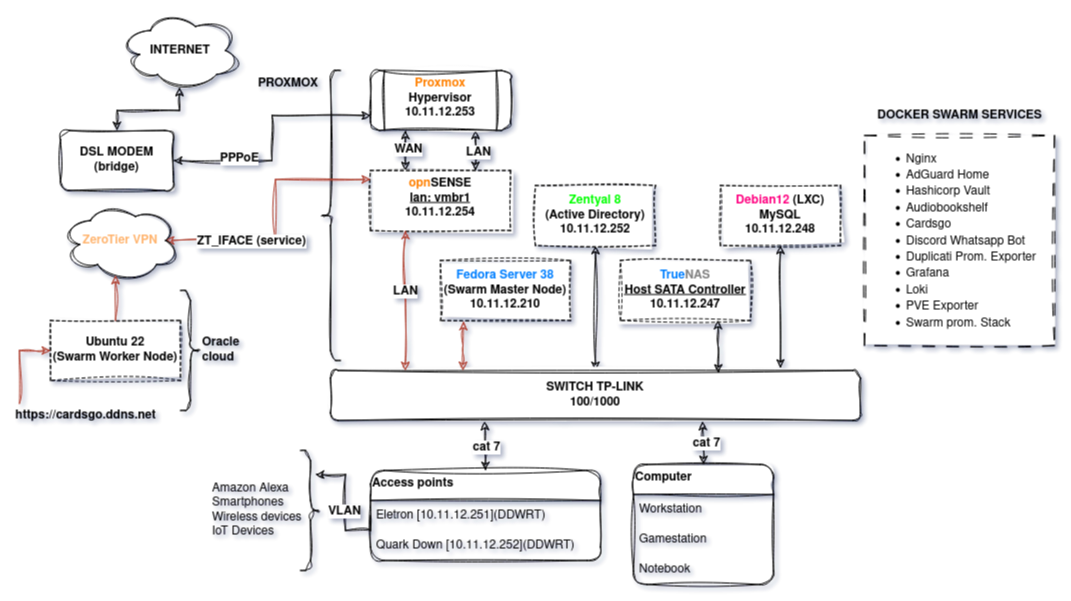 INTERNET
PROXMOX
Proxmox
Hypervisor
10.11.12.253
DSL MODEM
(bridge)
PPPoE
WAN
LAN
opnSENSE
lan: vmbr1
10.11.12.254
ZeroTier VPN
ZT_IFACE (service)
Zentyal 8
(Active Directory)
10.11.12.252
Debian12 (LXC)
MySQL
10.11.12.248
LAN
Fedora Server 38
(Swarm Master Node)
10.11.12.210
TrueNAS
Host SATA Controller
10.11.12.247
Ubuntu 22
(Swarm Worker Node)
Oracle
cloud
https://cardsgo.ddns.net
SWITCH TP-LINK
100/1000
cat 7
cat 7
Access points
Eletron [10.11.12.251](DDWRT)
Quark Down [10.11.12.252](DDWRT)
VLAN
Amazon Alexa
Smartphones
Wireless devices
IoT Devices
Computer
Workstation
Gamestation
Notebook
DOCKER SWARM SERVICES
• Nginx
• AdGuard Home
• Hashicorp Vault
• Audiobookshelf
• Cardsgo
• Discord Whatsapp Bot
• Duplicati Prom. Exporter
• Grafana
• Loki
• PVE Exporter
• Swarm prom. Stack